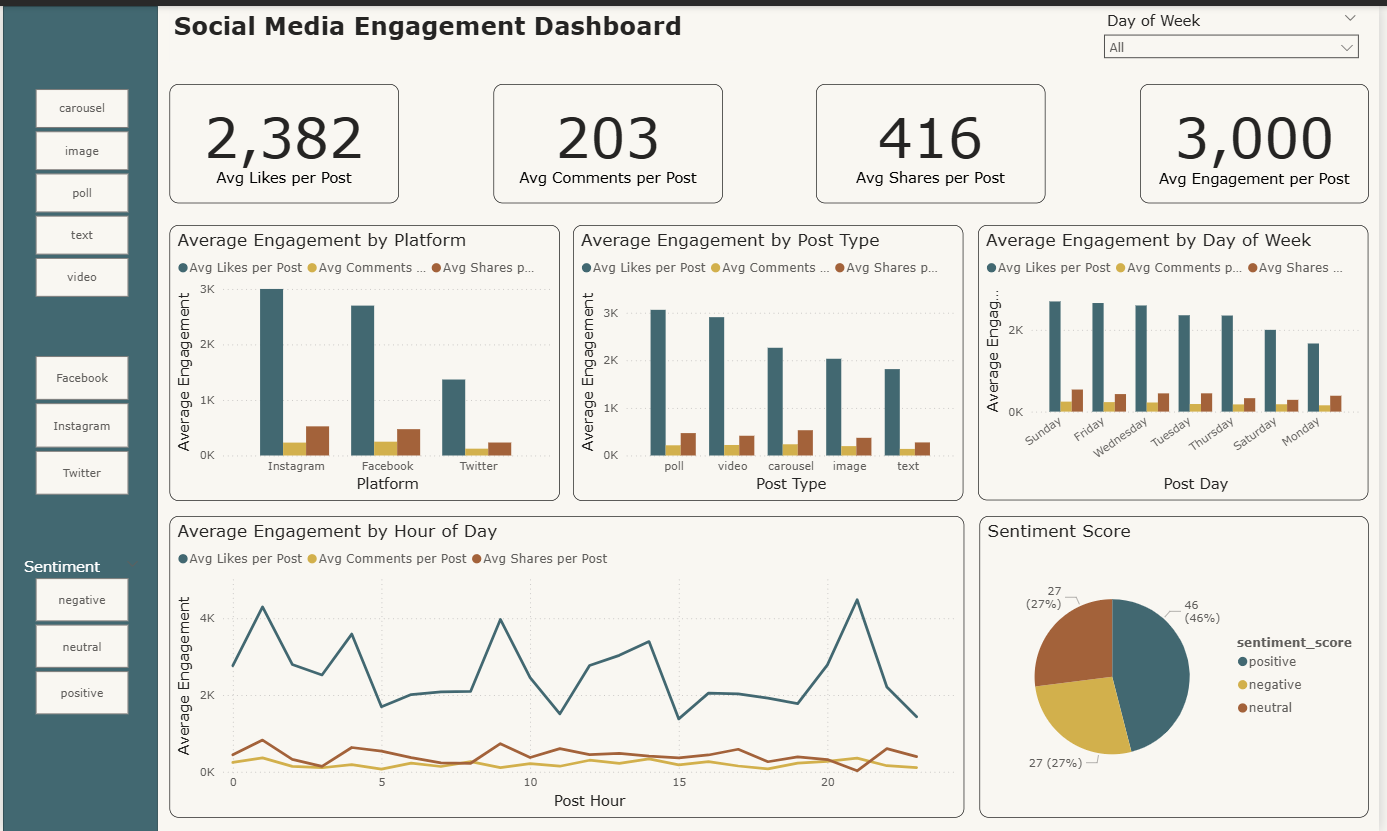 Social Media Engagement Dashboard
Day of Week
All
carousel
image
poll
text
video
Facebook
Instagram
Twitter
Sentiment
negative
neutral
positive
2,382
Avg Likes per Post
203
Avg Comments per Post
416
Avg Shares per Post
3,000
Avg Engagement per Post
Average Engagement by Platform
Avg Likes per Post Avg Comments ... Avg Shares p...
Average Engagement
3K
2K
1K
0K
Instagram Facebook Twitter
Platform
Average Engagement by Post Type
Avg Likes per Post Avg Comments ... Avg Shares p...
Average Engagement
3K
2K
1K
0K
poll video carousel image text
Post Type
Average Engagement by Day of Week
Avg Likes per Post Avg Comments p... Avg Shares ...
Average Engag...
2K
0K
Sunday Friday Wednesday Tuesday Thursday Saturday Monday
Post Day
Average Engagement by Hour of Day
Avg Likes per Post Avg Comments per Post Avg Shares per Post
Average Engagement
4K
2K
0K
0 5 10 15 20
Post Hour
Sentiment Score
27
(27%)
46
(46%)
27 (27%)
sentiment_score
positive
negative
neutral